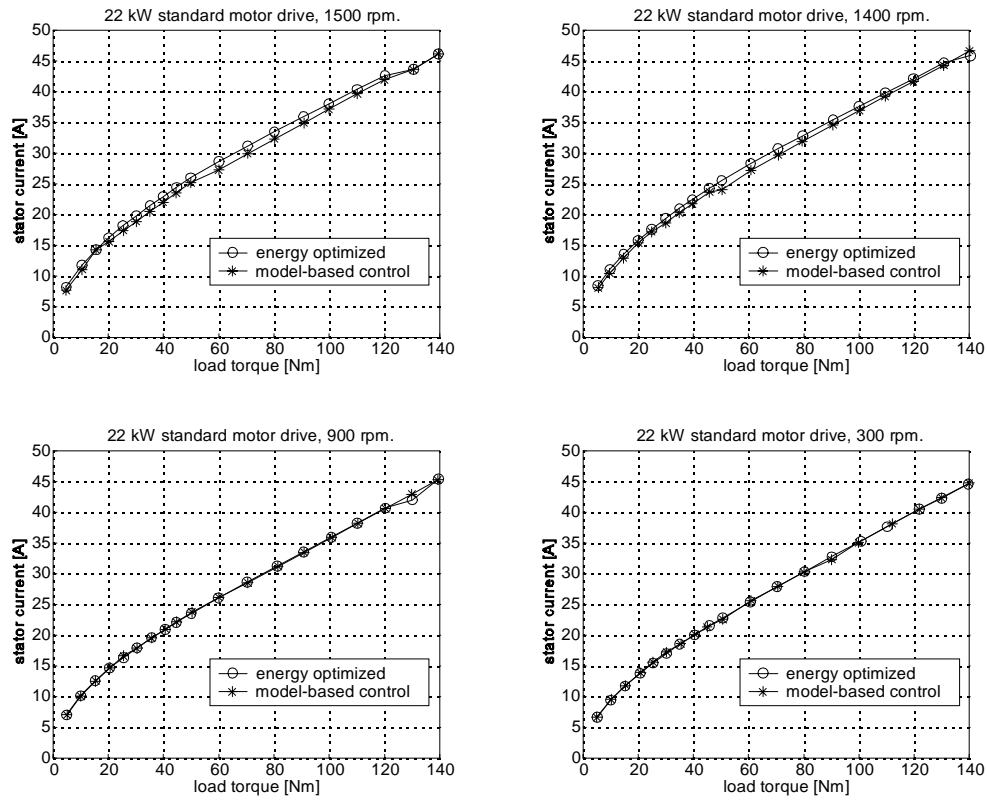 22 kW standard motor drive, 1500 rpm.
50
45
40
35
30
25
20
15
10
5
0
stator current [A]
energy optimized
model-based control
0 20 40 60 80 100 120 140
load torque [Nm]
22 kW standard motor drive, 1400 rpm.
50
45
40
35
30
25
20
15
10
5
0
stator current [A]
energy optimized
model-based control
0 20 40 60 80 100 120 140
load torque [Nm]
22 kW standard motor drive, 900 rpm.
50
45
40
35
30
25
20
15
10
5
0
stator current [A]
energy optimized
model-based control
0 20 40 60 80 100 120 140
load torque [Nm]
22 kW standard motor drive, 300 rpm.
50
45
40
35
30
25
20
15
10
5
0
stator current [A]
energy optimized
model-based control
0 20 40 60 80 100 120 140
load torque [Nm]